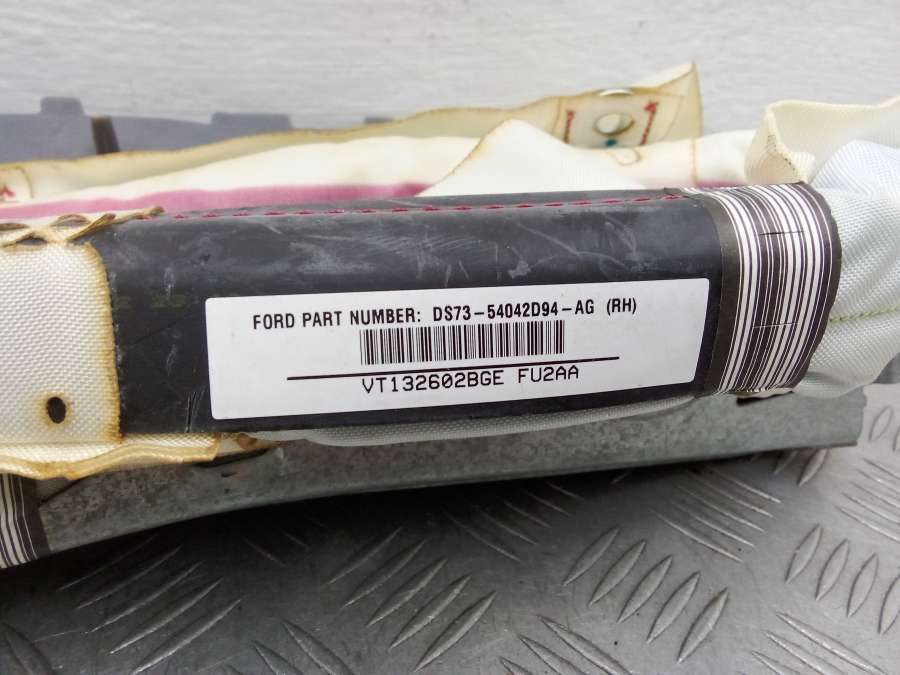 FORD PART NUMBER: DS73-54042D94-AG (RH)
VT132602BGE FU2AA